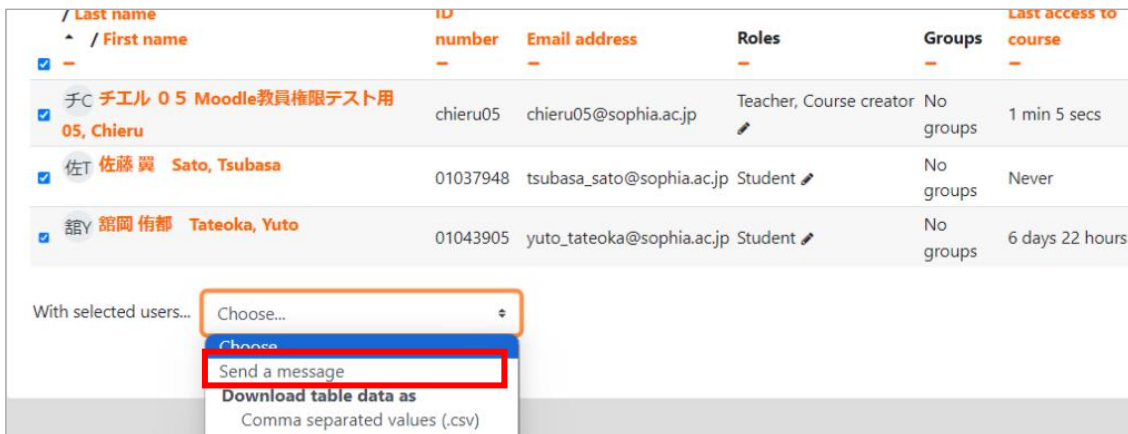 / Last name
/ First name
ID
number
Email address
Roles
Groups
Last access to
course
チC チエル 05 Moodle教員権限テスト用
05, Chieru
chieru05
chieru05@sophia.ac.jp
Teacher, Course creator
No
groups
1 min 5 secs
佐T 佐藤 翼 Sato, Tsubasa
01037948
tsubasa_sato@sophia.ac.jp
Student
No
groups
Never
舘Y 舘岡 侑都 Tateoka, Yuto
01043905
yuto_tateoka@sophia.ac.jp
Student
No
groups
6 days 22 hours
With selected users...
Choose...
Choose...
Send a message
Download table data as
Comma separated values (.csv)